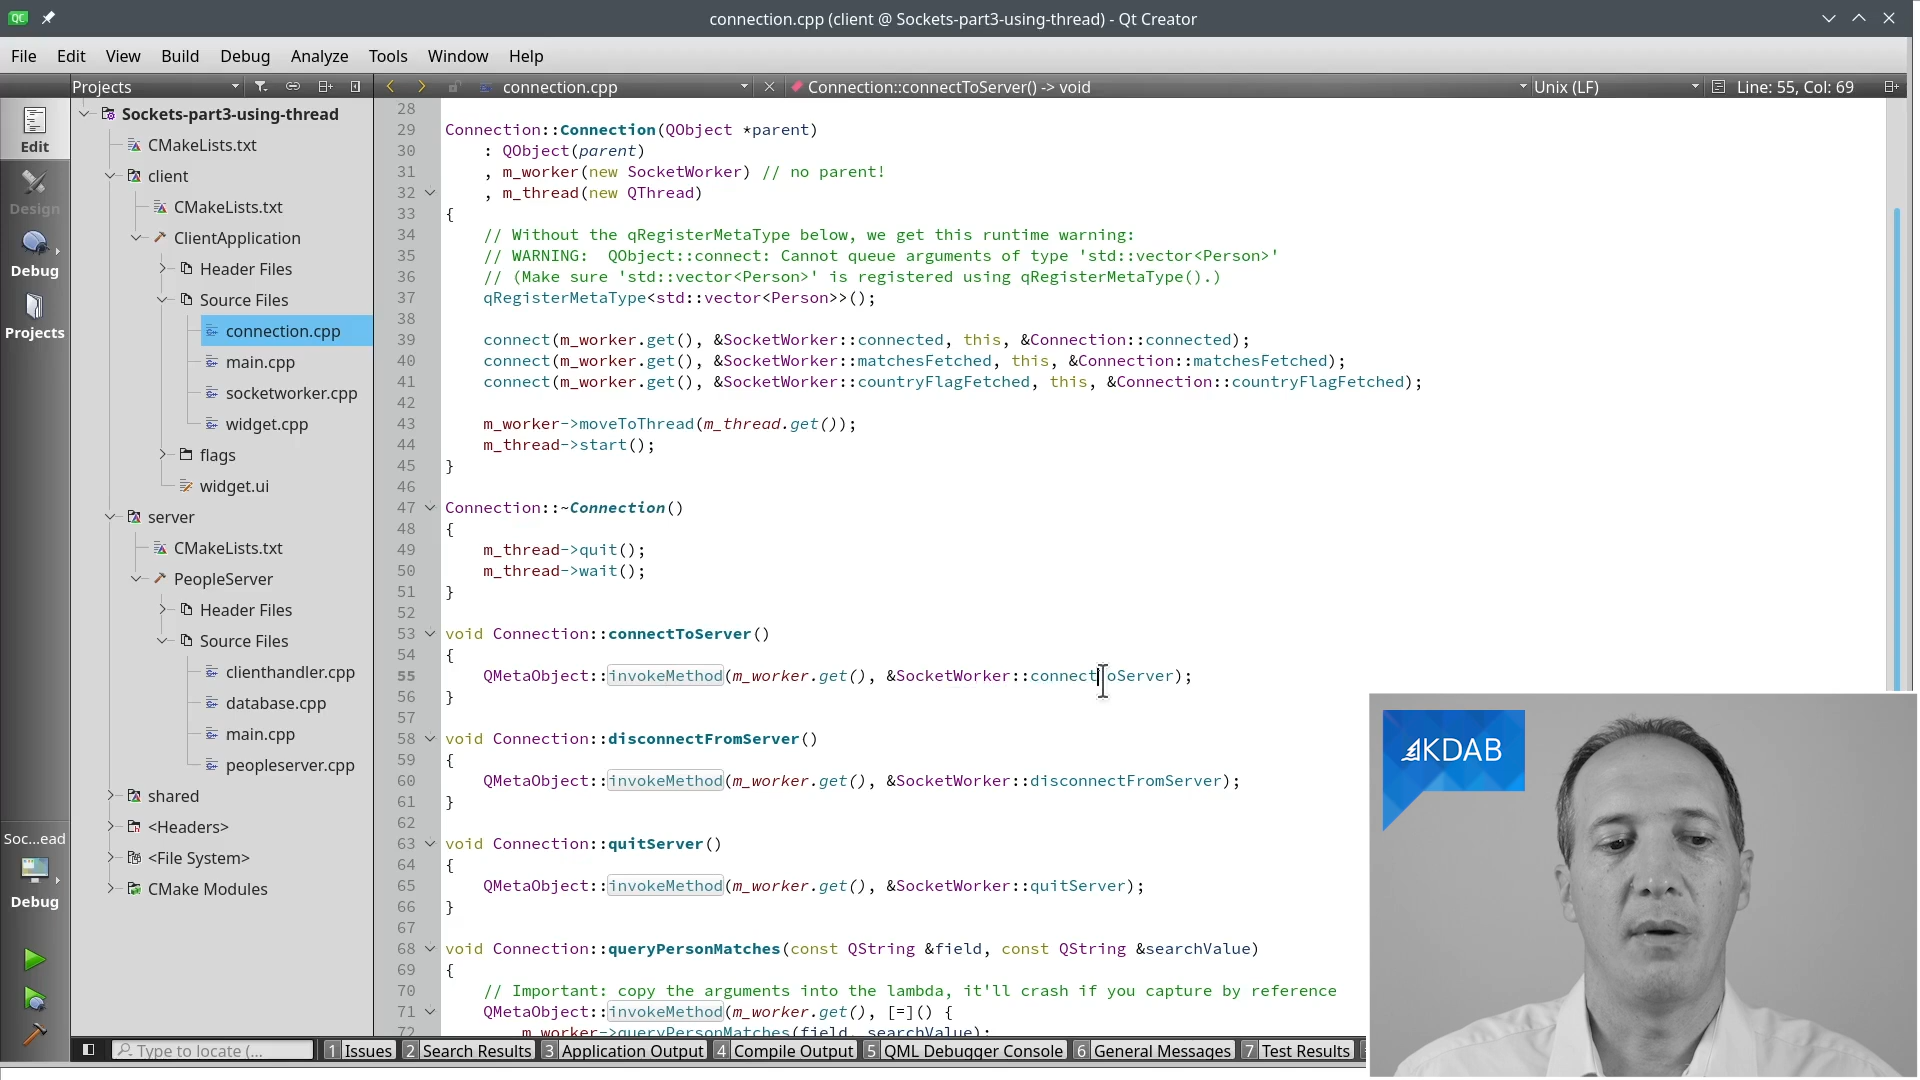 QC
connection.cpp (client @ Sockets-part3-using-thread) - Qt Creator
File Edit View Build Debug Analyze Tools Window Help
Projects
connection.cpp
Connection::connectToServer() -> void
Unix (LF)
Line: 55, Col: 69
Edit
Design
Debug
Projects
Soc...ead
Debug
Sockets-part3-using-thread
CMakeLists.txt
client
CMakeLists.txt
ClientApplication
Header Files
Source Files
connection.cpp
main.cpp
socketworker.cpp
widget.cpp
flags
widget.ui
server
CMakeLists.txt
PeopleServer
Header Files
Source Files
clienthandler.cpp
database.cpp
main.cpp
peopleserver.cpp
shared
<Headers>
<File System>
CMake Modules
28
29 Connection::Connection(QObject *parent)
30     : QObject(parent)
31     , m_worker(new SocketWorker) // no parent!
32     , m_thread(new QThread)
33 {
34     // Without the qRegisterMetaType below, we get this runtime warning:
35     // WARNING:  QObject::connect: Cannot queue arguments of type 'std::vector<Person>'
36     // (Make sure 'std::vector<Person>' is registered using qRegisterMetaType().)
37     qRegisterMetaType<std::vector<Person>>();
38
39     connect(m_worker.get(), &SocketWorker::connected, this, &Connection::connected);
40     connect(m_worker.get(), &SocketWorker::matchesFetched, this, &Connection::matchesFetched);
41     connect(m_worker.get(), &SocketWorker::countryFlagFetched, this, &Connection::countryFlagFetched);
42
43     m_worker->moveToThread(m_thread.get());
44     m_thread->start();
45 }
46
47 Connection::~Connection()
48 {
49     m_thread->quit();
50     m_thread->wait();
51 }
52
53 void Connection::connectToServer()
54 {
55     QMetaObject::invokeMethod(m_worker.get(), &SocketWorker::connectToServer);
56 }
57
58 void Connection::disconnectFromServer()
59 {
60     QMetaObject::invokeMethod(m_worker.get(), &SocketWorker::disconnectFromServer);
61 }
62
63 void Connection::quitServer()
64 {
65     QMetaObject::invokeMethod(m_worker.get(), &SocketWorker::quitServer);
66 }
67
68 void Connection::queryPersonMatches(const QString &field, const QString &searchValue)
69 {
70     // Important: copy the arguments into the lambda, it'll crash if you capture by reference
71     QMetaObject::invokeMethod(m_worker.get(), [=]() {
72         m_worker->queryPersonMatches(field, searchValue);
KDAB
Type to locate (...
1 Issues
2 Search Results
3 Application Output
4 Compile Output
5 QML Debugger Console
6 General Messages
7 Test Results